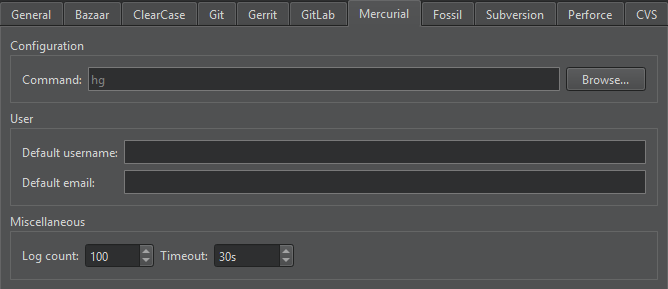 General Bazaar ClearCase Git Gerrit GitLab Mercurial Fossil Subversion Perforce CVS
Configuration
Command: hg Browse...
User
Default username:
Default email:
Miscellaneous
Log count: 100 Timeout: 30s